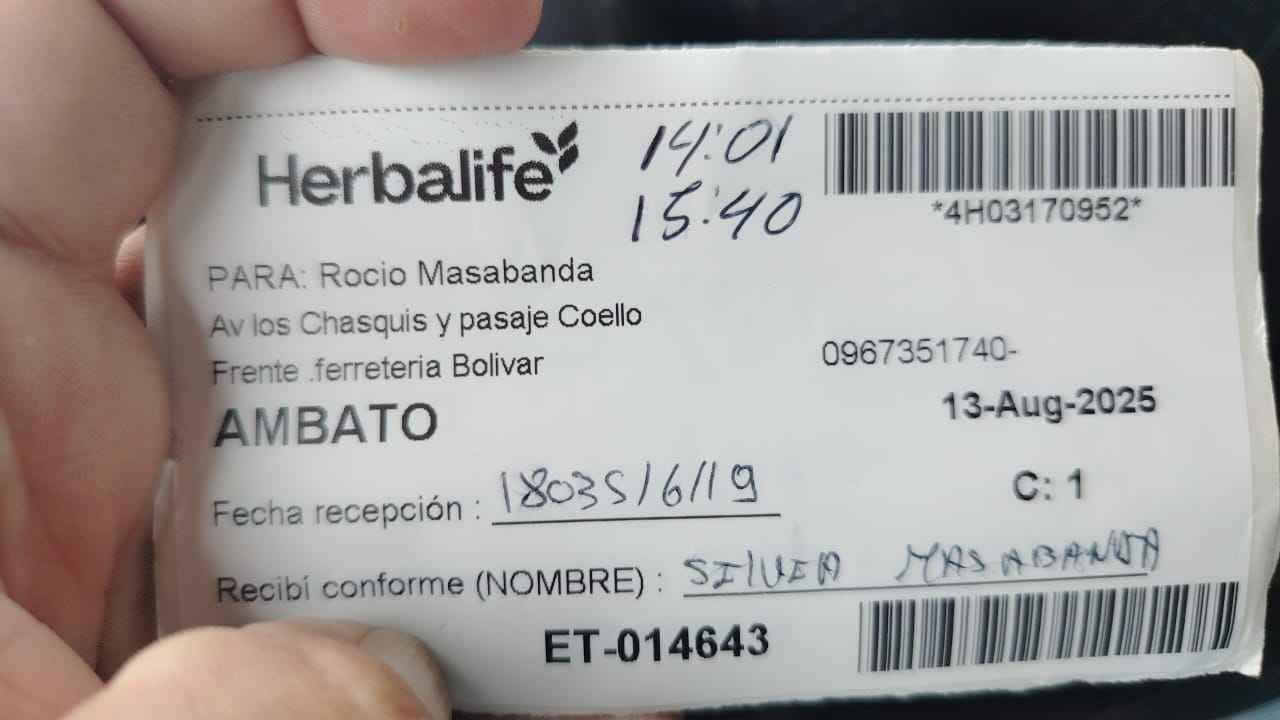 Herbalife
14:01
15:40
*4H03170952*
PARA: Rocio Masabanda
Av los Chasquis y pasaje Coello
Frente .ferreteria Bolivar
0967351740-
AMBATO
13-Aug-2025
Fecha recepción : 1803516119
C: 1
Recibí conforme (NOMBRE) : SILVIA MASABANDA
ET-014643